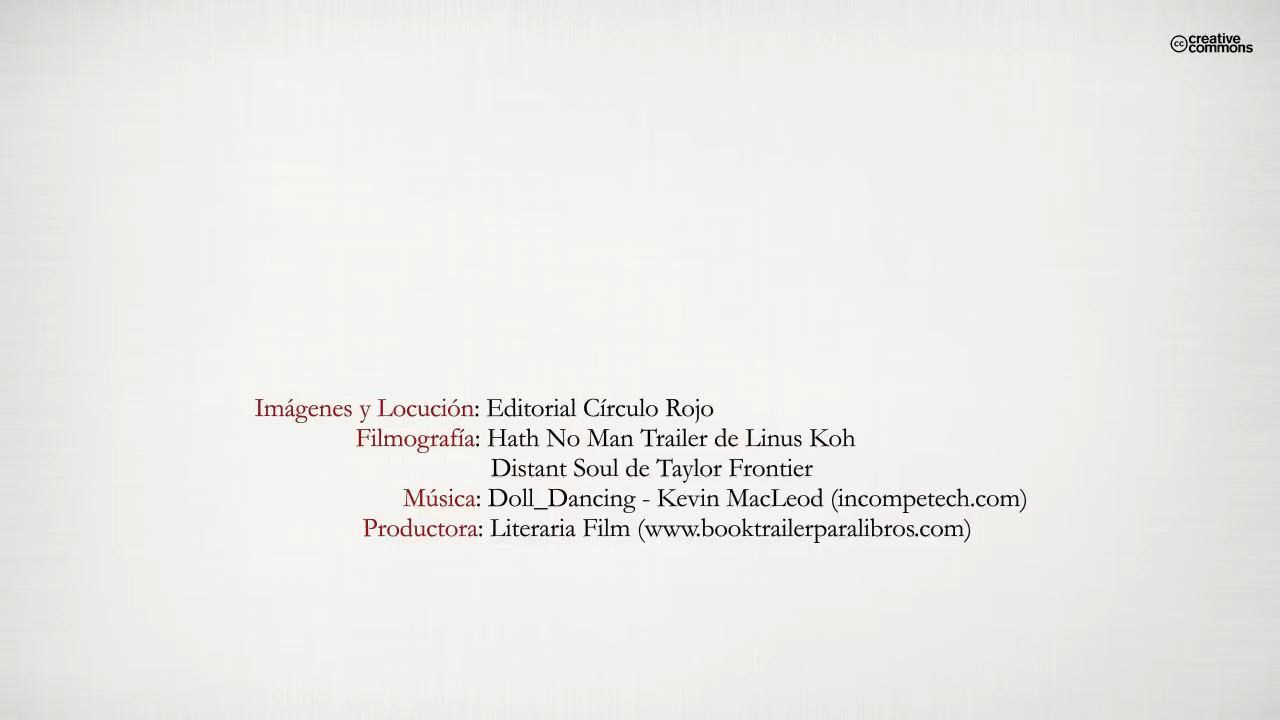 cc creative
commons
Imágenes y Locución: Editorial Círculo Rojo
Filmografía: Hath No Man Trailer de Linus Koh
Distant Soul de Taylor Frontier
Música: Doll_Dancing - Kevin MacLeod (incompetech.com)
Productora: Literaria Film (www.booktrailerparalibros.com)